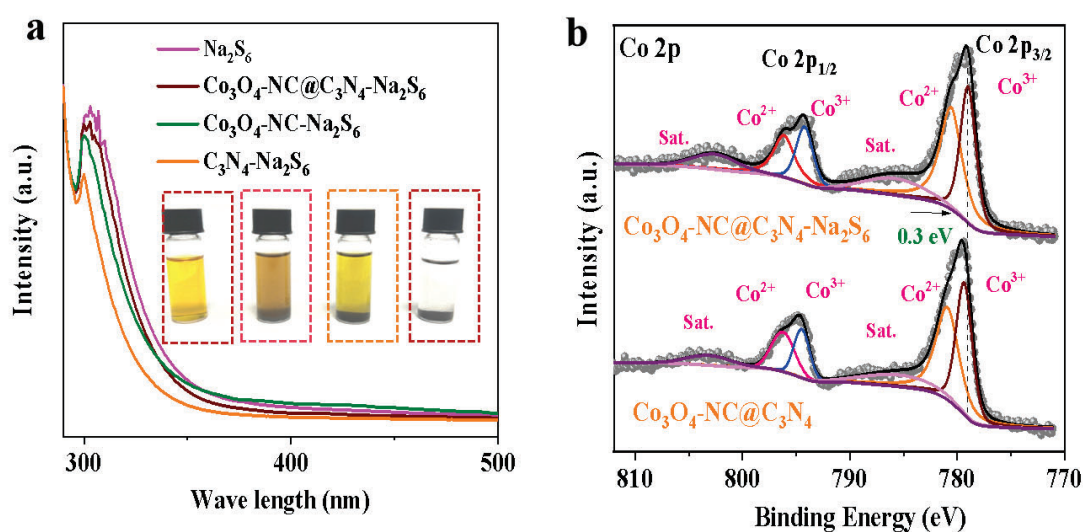 a
Na₂S₆
Co₃O₄-NC@C₃N₄-Na₂S₆
Co₃O₄-NC-Na₂S₆
C₃N₄-Na₂S₆
Intensity (a.u.)
300 400 500
Wave length (nm)
b
Co 2p
Co 2p₁/₂
Co 2p₃/₂
Co²⁺ Co³⁺
Co²⁺ Co³⁺
Sat.
Sat.
Co₃O₄-NC@C₃N₄-Na₂S₆
0.3 eV
Co²⁺ Co³⁺
Co²⁺ Co³⁺
Sat.
Sat.
Co₃O₄-NC@C₃N₄
Intensity (a.u.)
810 800 790 780 770
Binding Energy (eV)